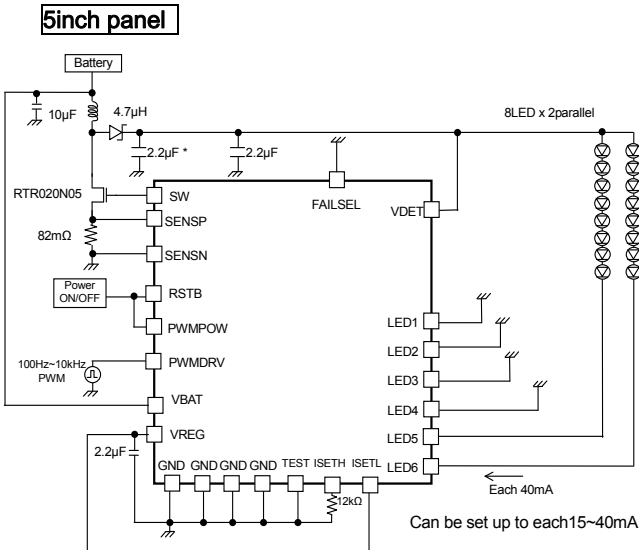 5inch panel
Battery
10μF
4.7μH
8LED x 2parallel
2.2μF *
2.2μF
RTR020N05
SW
FAILSEL
VDET
SENSP
82mΩ
SENSN
Power
ON/OFF
RSTB
PWMPOW
LED1
LED2
100Hz~10kHz
PWM
PWMDRV
LED3
VBAT
LED4
VREG
LED5
2.2μF
GND GND GND GND TEST ISETH ISETL
LED6
12kΩ
Each 40mA
Can be set up to each15~40mA